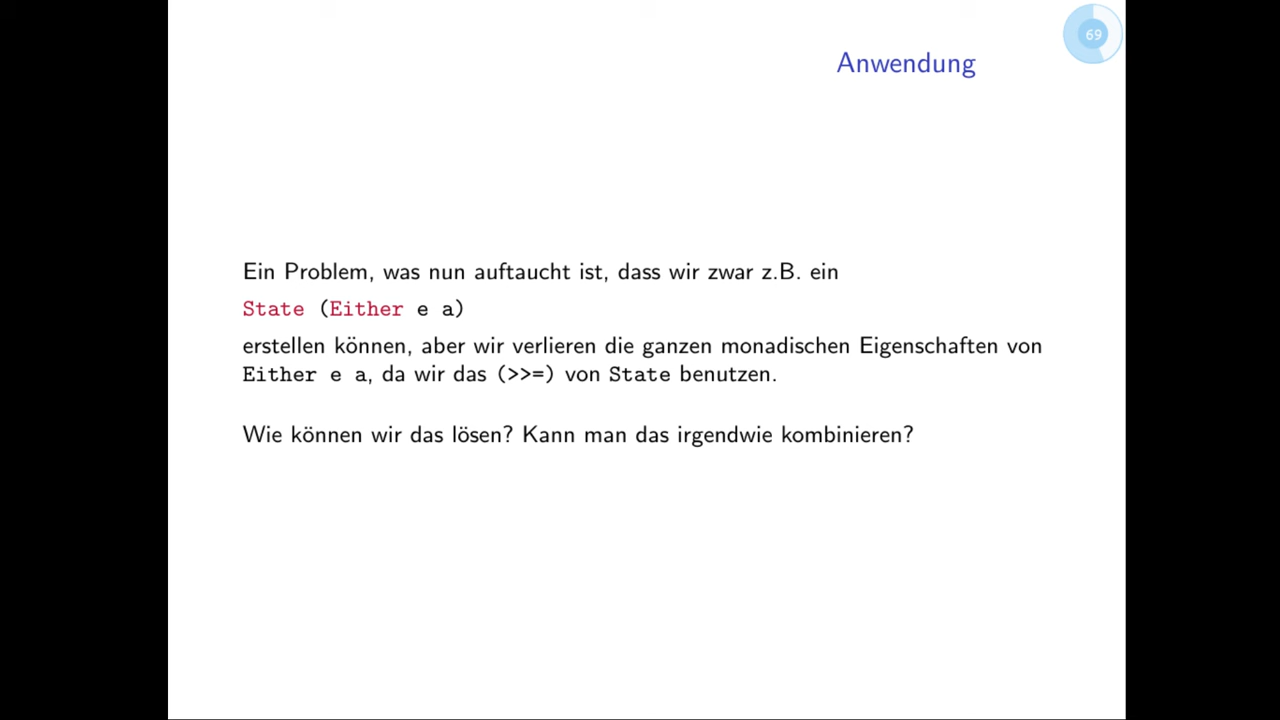 69
Anwendung
Ein Problem, was nun auftaucht ist, dass wir zwar z.B. ein
State (Either e a)
erstellen können, aber wir verlieren die ganzen monadischen Eigenschaften von
Either e a, da wir das (>>=) von State benutzen.
Wie können wir das lösen? Kann man das irgendwie kombinieren?